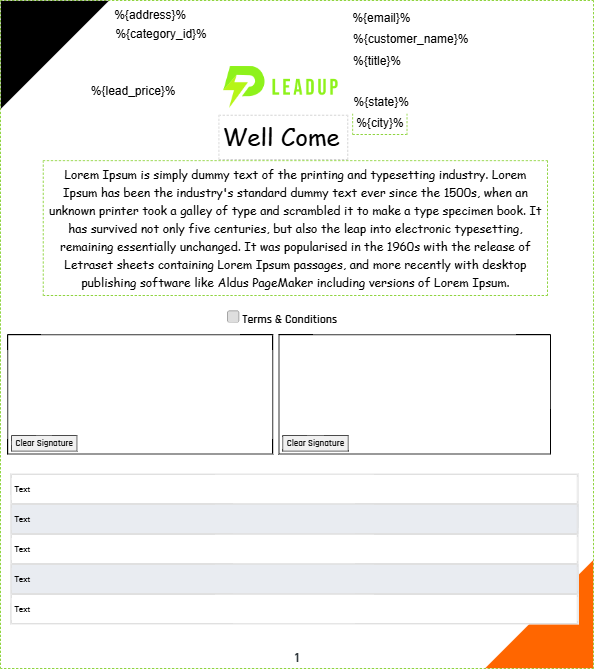 %{address}%
%{email}%
%{category_id}%
%{customer_name}%
%{title}%
%{lead_price}%
LEADUP
%{state}%
%{city}%
Well Come
Lorem Ipsum is simply dummy text of the printing and typesetting industry. Lorem
Ipsum has been the industry's standard dummy text ever since the 1500s, when an
unknown printer took a galley of type and scrambled it to make a type specimen book. It
has survived not only five centuries, but also the leap into electronic typesetting,
remaining essentially unchanged. It was popularised in the 1960s with the release of
Letraset sheets containing Lorem Ipsum passages, and more recently with desktop
publishing software like Aldus PageMaker including versions of Lorem Ipsum.
Terms & Conditions
Clear Signature
Clear Signature
Text
Text
Text
Text
Text
1